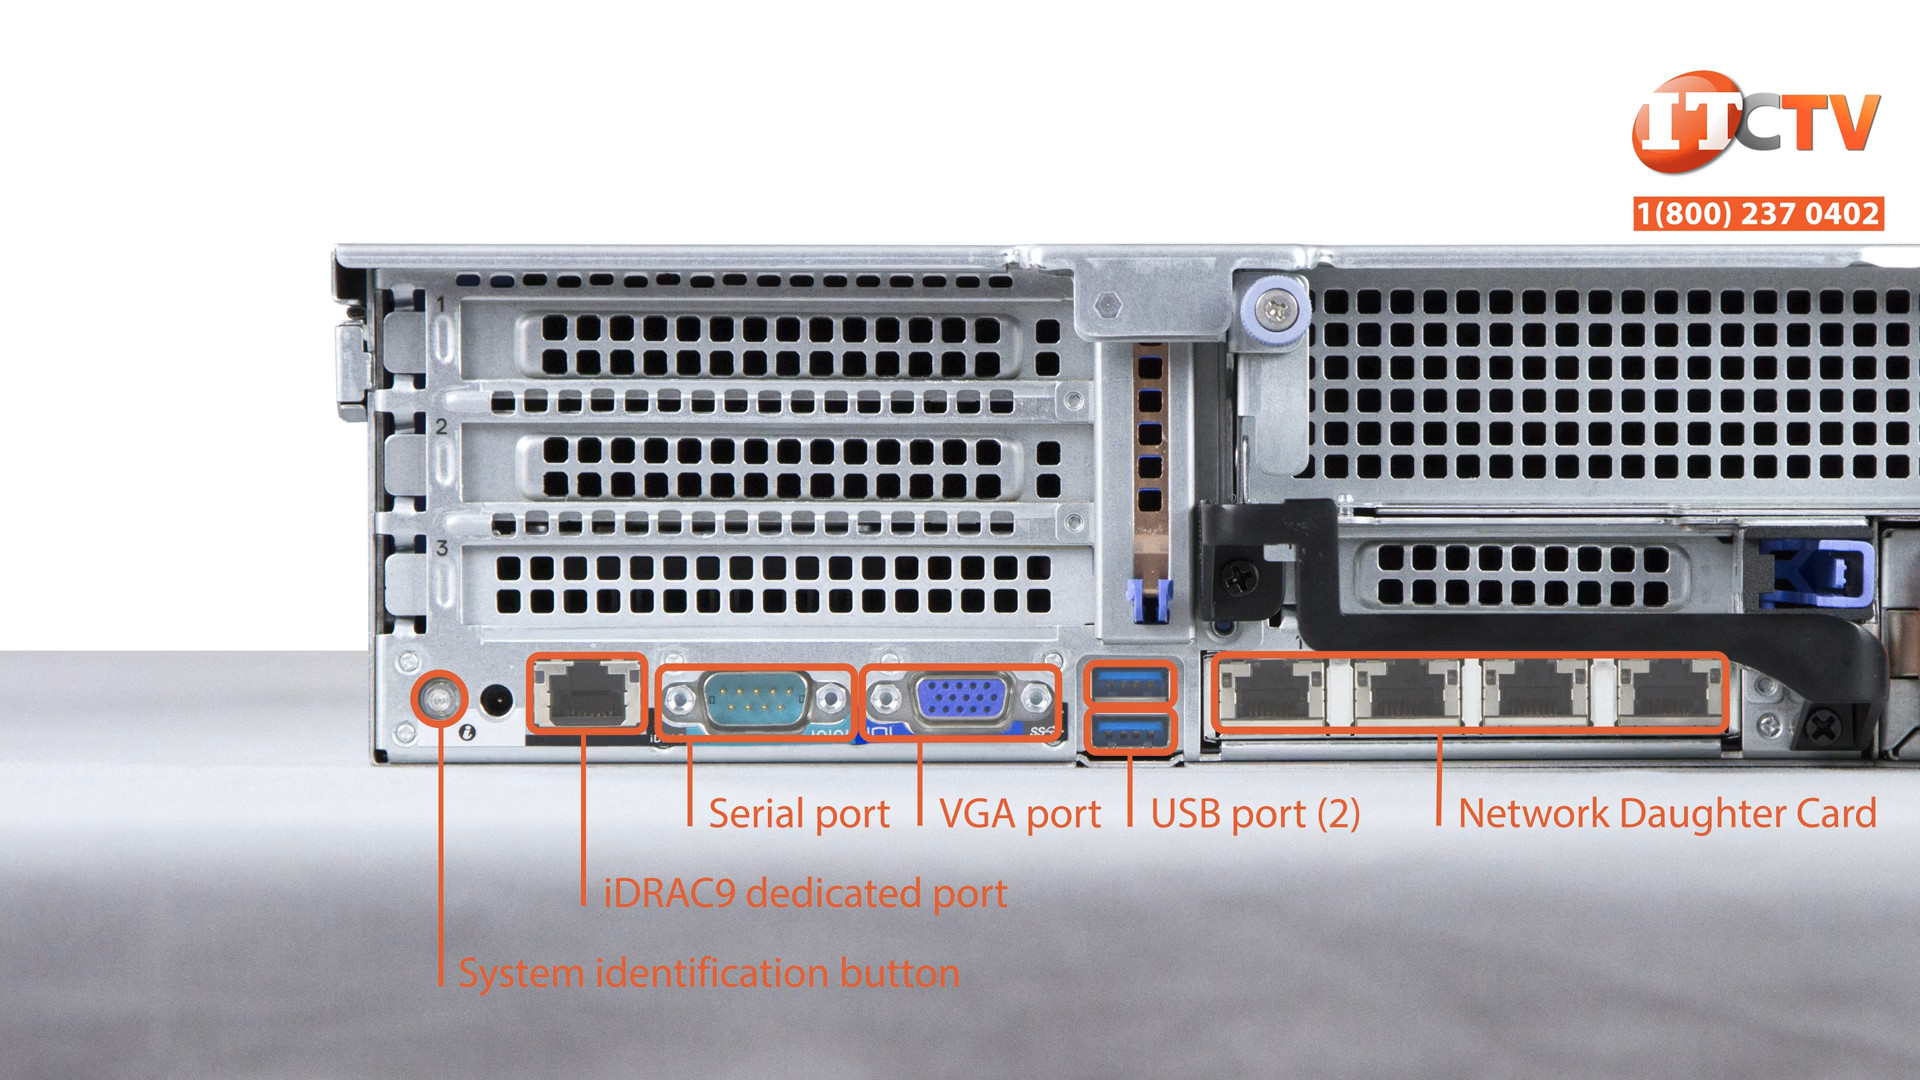 ITCTV
1(800) 237 0402
1
2
3
Serial port
VGA port
USB port (2)
Network Daughter Card
iDRAC9 dedicated port
System identification button